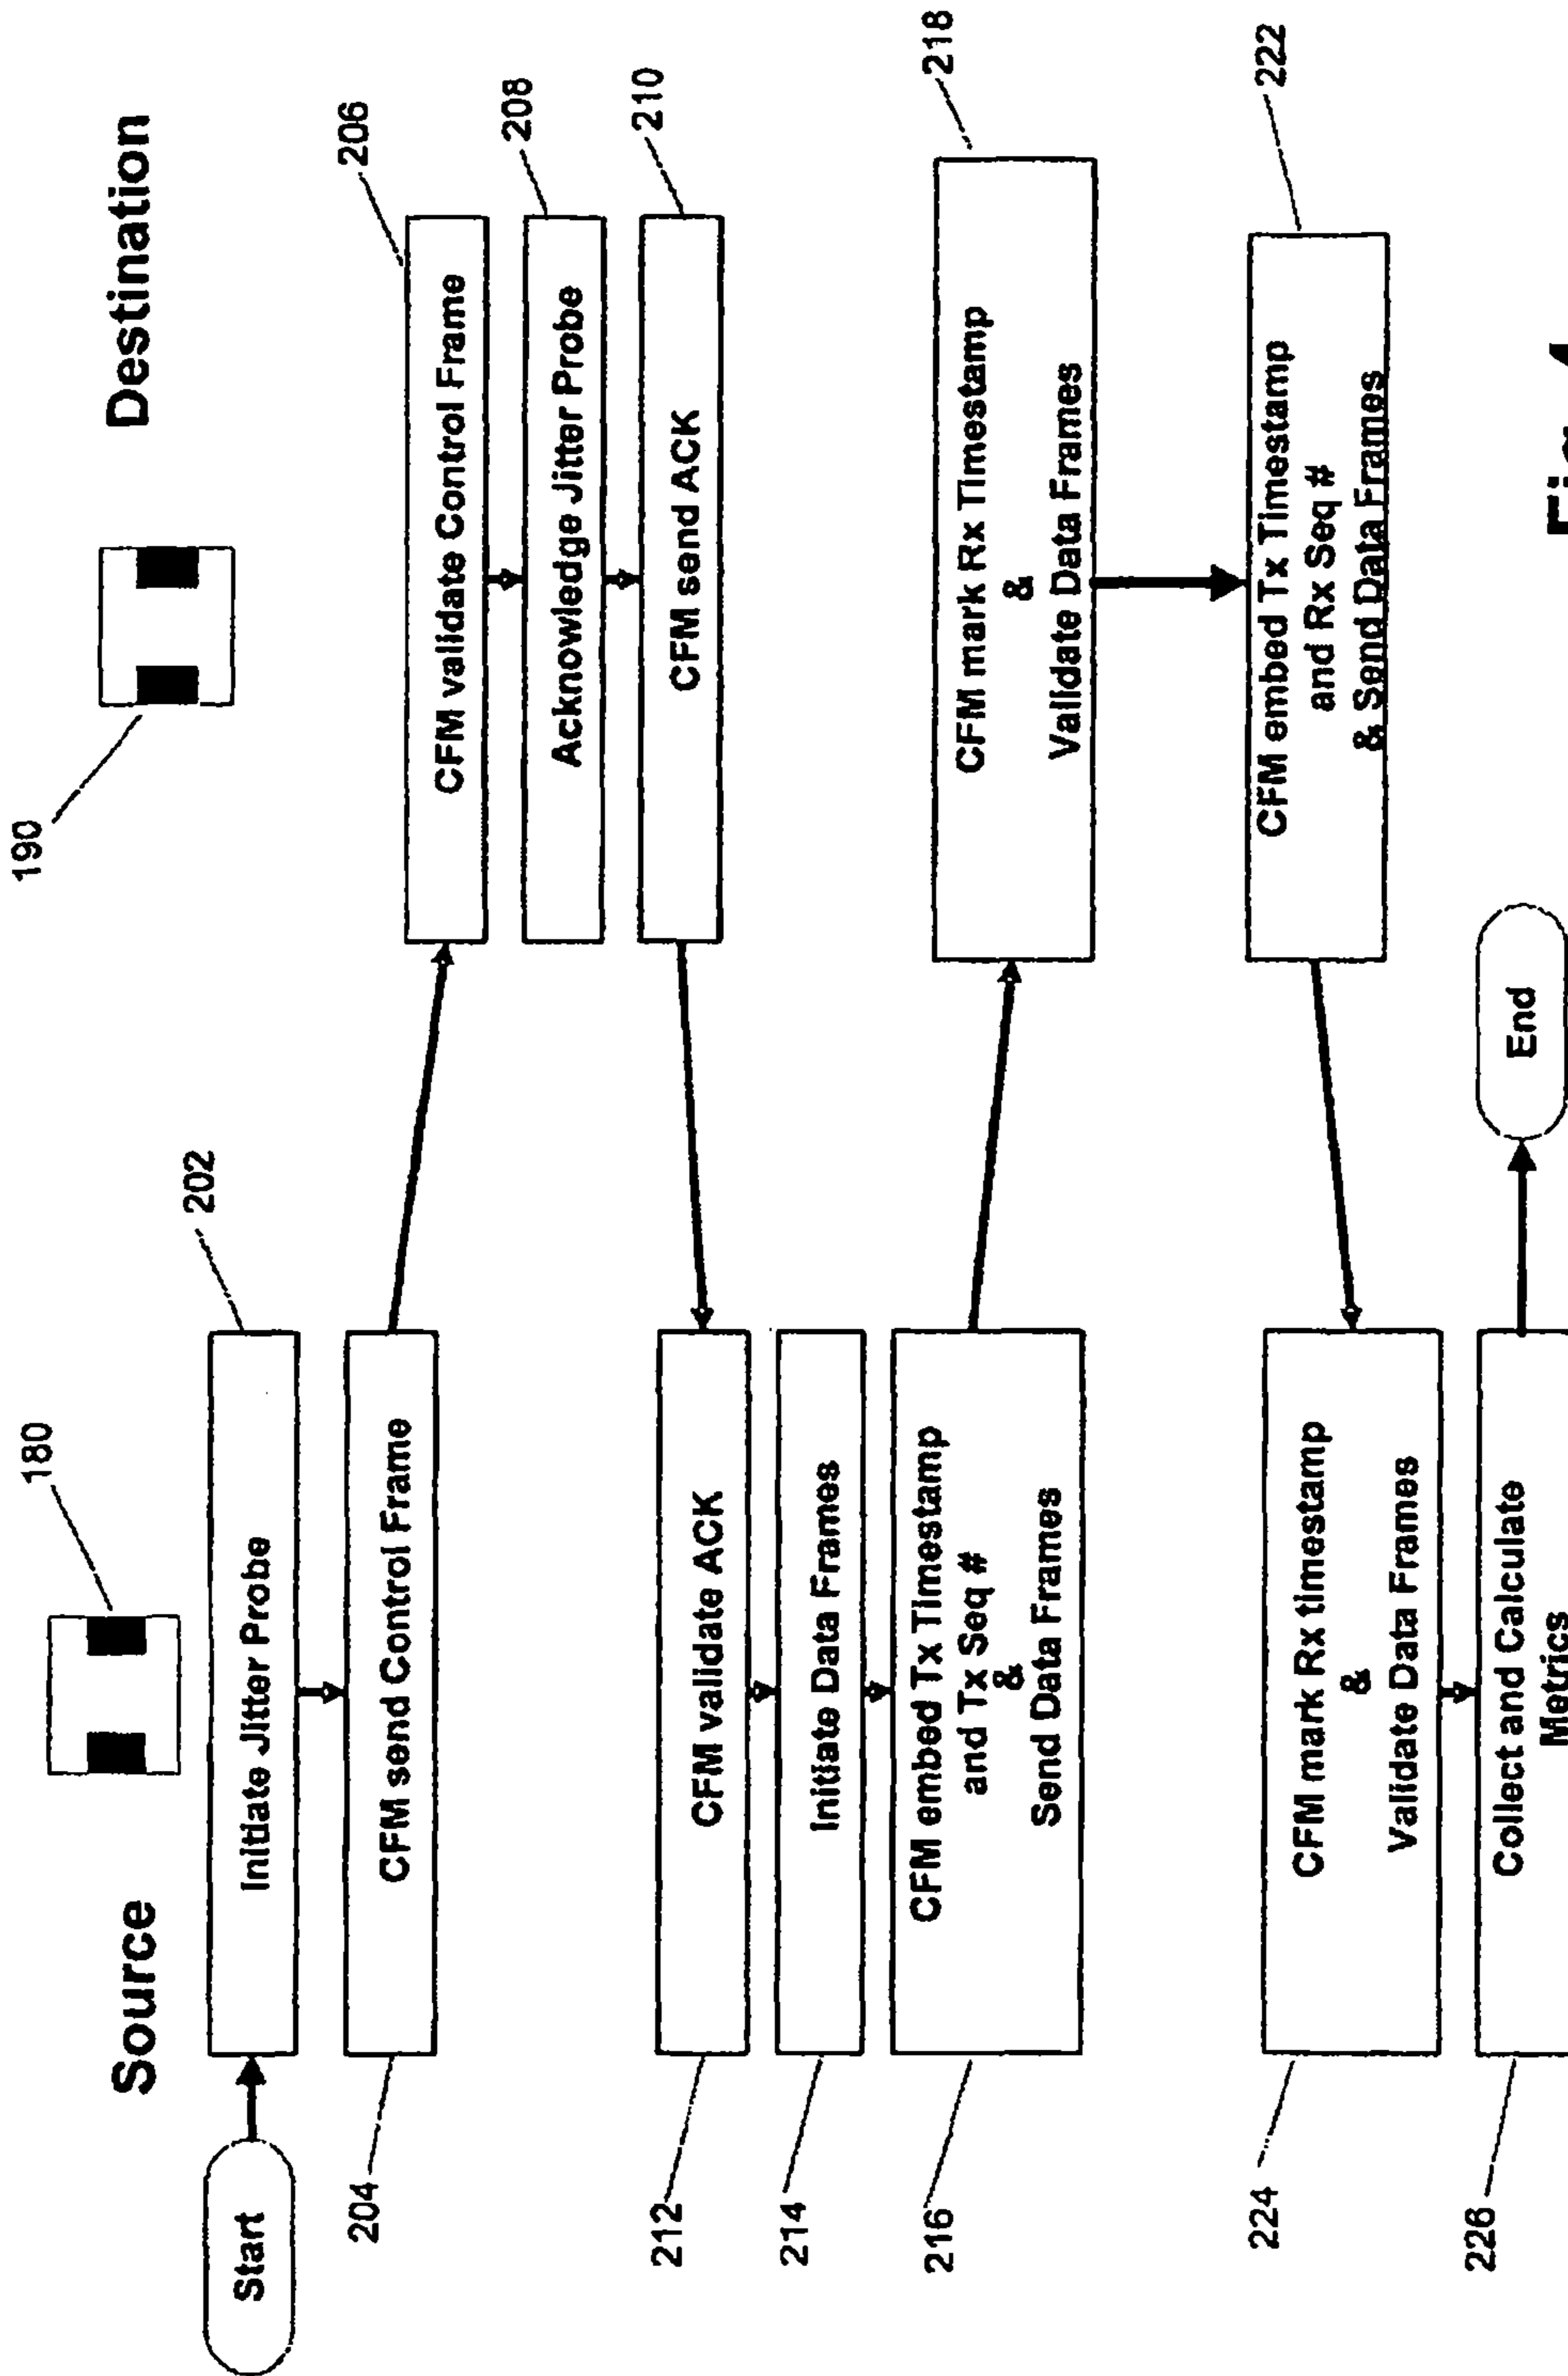 Source
Destination
180
190
Start
Initiate Jitter Probe
202
CFM send Control Frame
204
CFM validate Control Frame
206
Acknowledge Jitter Probe
208
CFM send ACK
210
CFM validate ACK
212
Initiate Data Frames
214
CFM embed Tx Timestamp
and Tx Seq #
&
Send Data Frames
216
CFM mark Rx Timestamp
&
Validate Data Frames
218
CFM embed Tx Timestamp
and Rx Seq #
& Send Data Frames
222
CFM mark Rx timestamp
&
Validate Data Frames
224
Collect and Calculate
Metrics
226
End